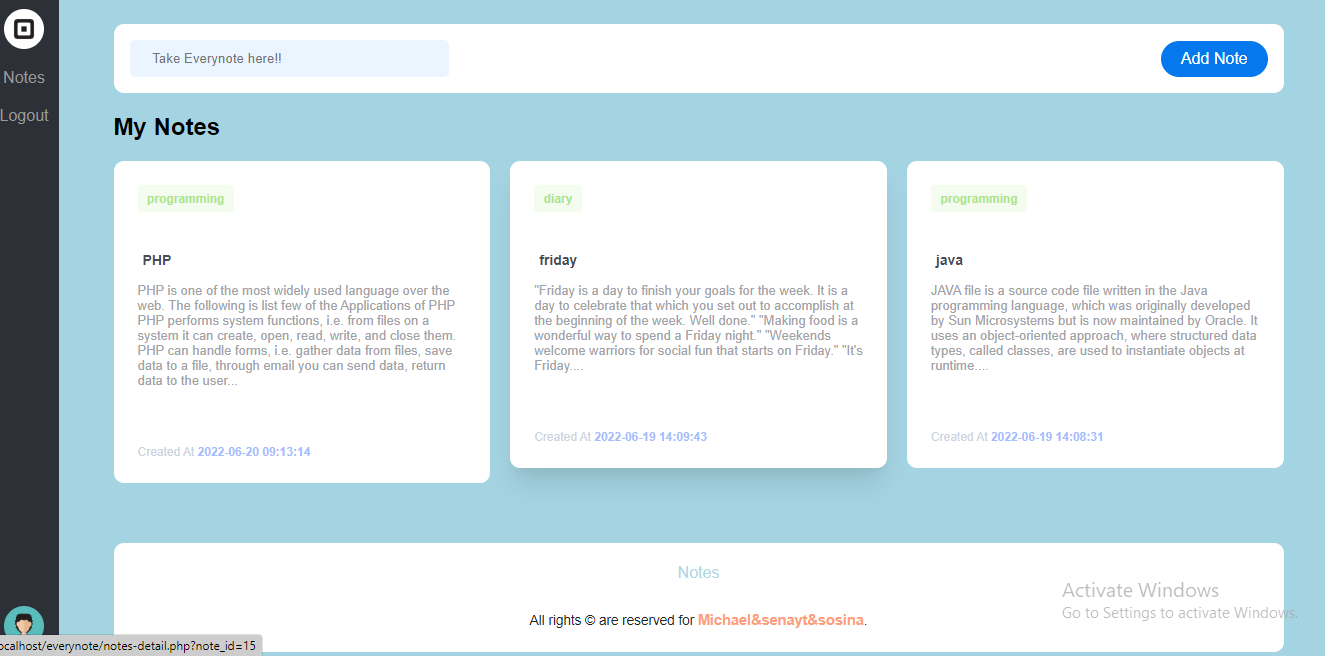 Take Everynote here!!
Add Note
Notes
Logout
My Notes
programming
PHP
PHP is one of the most widely used language over the
web. The following is list few of the Applications of PHP
PHP performs system functions, i.e. from files on a
system it can create, open, read, write, and close them.
PHP can handle forms, i.e. gather data from files, save
data to a file, through email you can send data, return
data to the user...
Created At 2022-06-20 09:13:14
diary
friday
"Friday is a day to finish your goals for the week. It is a
day to celebrate that which you set out to accomplish at
the beginning of the week. Well done." "Making food is a
wonderful way to spend a Friday night." "Weekends
welcome warriors for social fun that starts on Friday." "It's
Friday....
Created At 2022-06-19 14:09:43
programming
java
JAVA file is a source code file written in the Java
programming language, which was originally developed
by Sun Microsystems but is now maintained by Oracle. It
uses an object-oriented approach, where structured data
types, called classes, are used to instantiate objects at
runtime....
Created At 2022-06-19 14:08:31
Notes
All rights © are reserved for Michael&senayt&sosina.
Activate Windows
Go to Settings to activate Windows.
ocalhost/everynote/notes-detail.php?note_id=15